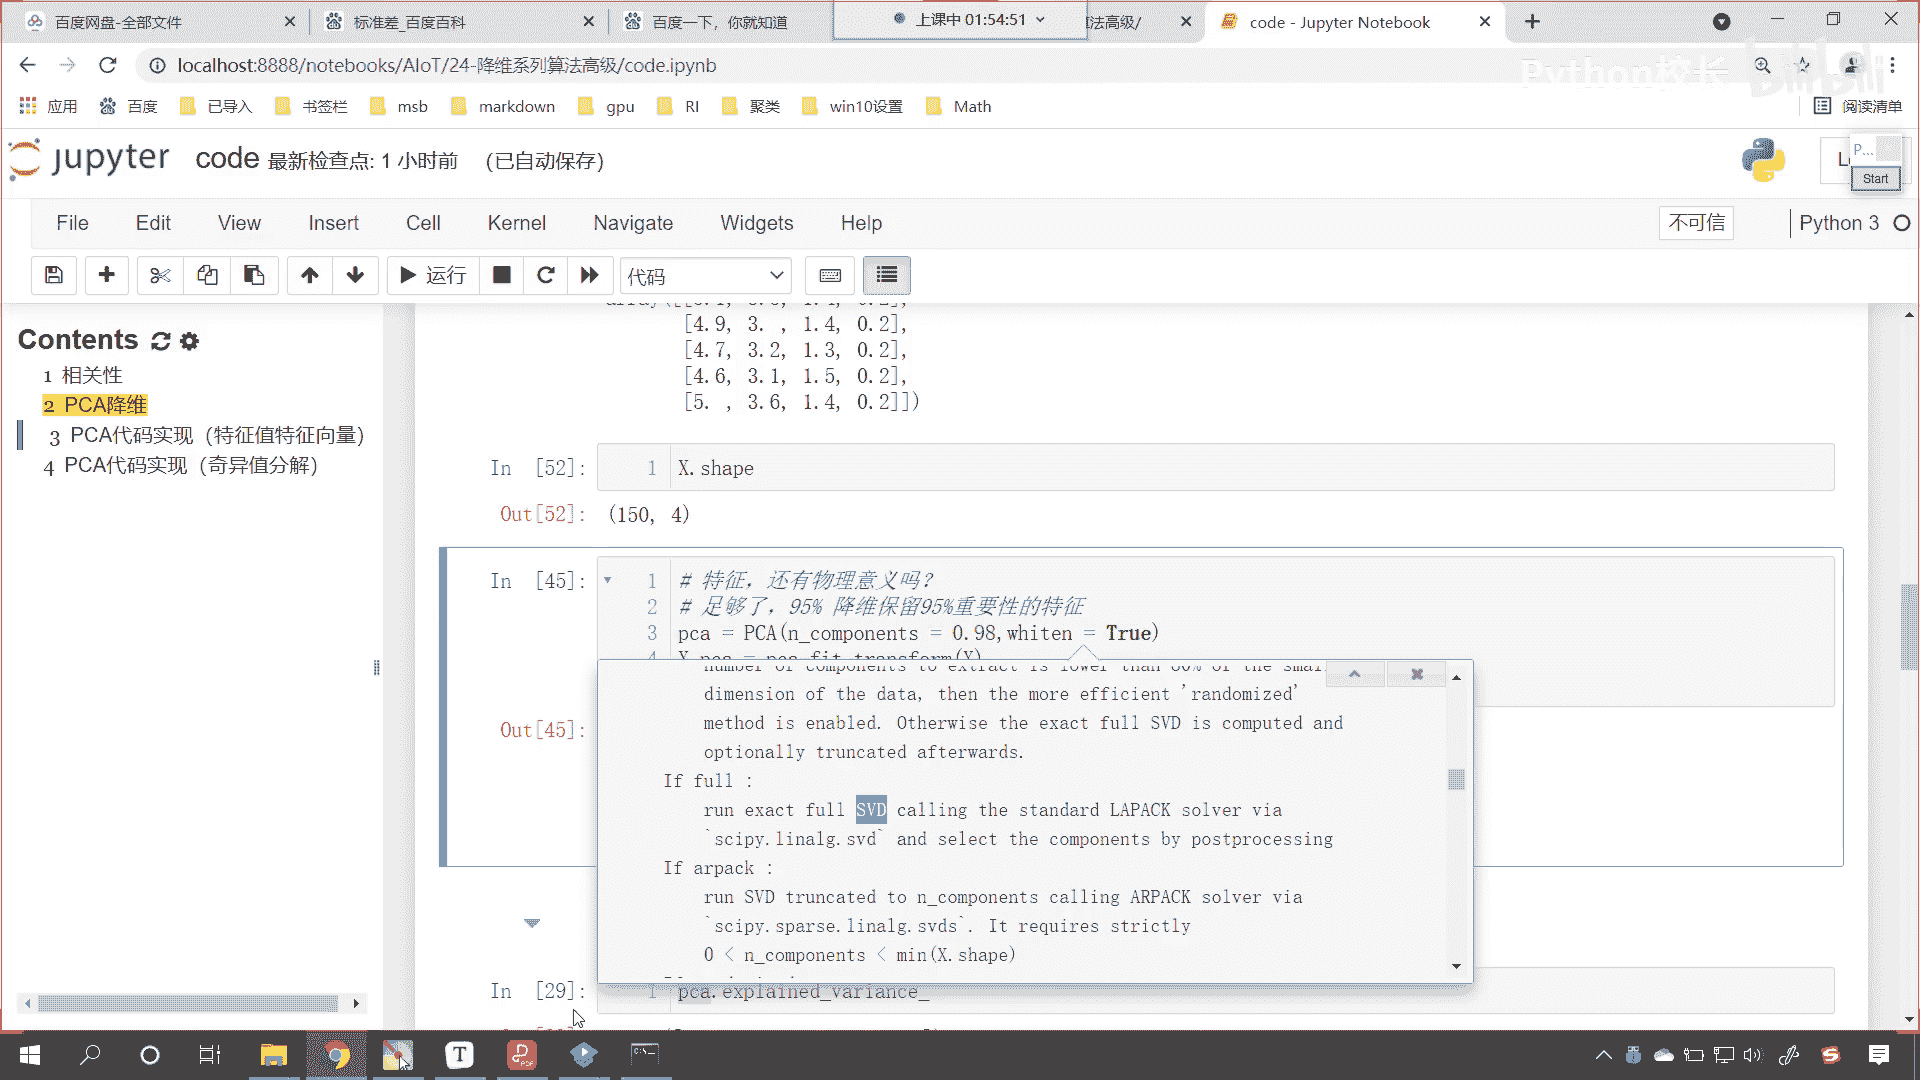 百度网盘-全部文件
标准差_百度百科
百度一下，你就知道
上课中 01:54:51
法高级/
code - Jupyter Notebook
localhost:8888/notebooks/AIoT/24-降维系列算法高级/code.ipynb
Python校长
bilibili
应用
百度
已导入
书签栏
msb
markdown
gpu
RI
聚类
win10设置
Math
阅读清单
jupyter
code 最新检查点: 1 小时前 (已自动保存)
P...
Start
File
Edit
View
Insert
Cell
Kernel
Navigate
Widgets
Help
不可信
Python 3
运行
代码
Contents
1 相关性
2 PCA降维
3 PCA代码实现（特征值特征向量）
4 PCA代码实现（奇异值分解）
[4.9, 3. , 1.4, 0.2],
[4.7, 3.2, 1.3, 0.2],
[4.6, 3.1, 1.5, 0.2],
[5. , 3.6, 1.4, 0.2]])
In [52]:
1 X.shape
Out[52]: (150, 4)
In [45]:
1 # 特征，还有物理意义吗？
2 # 足够了，95% 降维保留95%重要性的特征
3 pca = PCA(n_components = 0.98,whiten = True)
4 X_pca = pca.fit_transform(X)
number of components to extract is lower than 80% of the small
dimension of the data, then the more efficient 'randomized'
method is enabled. Otherwise the exact full SVD is computed and
optionally truncated afterwards.
If full :
run exact full SVD calling the standard LAPACK solver via
`scipy.linalg.svd` and select the components by postprocessing
If arpack :
run SVD truncated to n_components calling ARPACK solver via
`scipy.sparse.linalg.svds`. It requires strictly
0 < n_components < min(X.shape)
Out[45]:
In [29]:
1 pca.explained_variance_